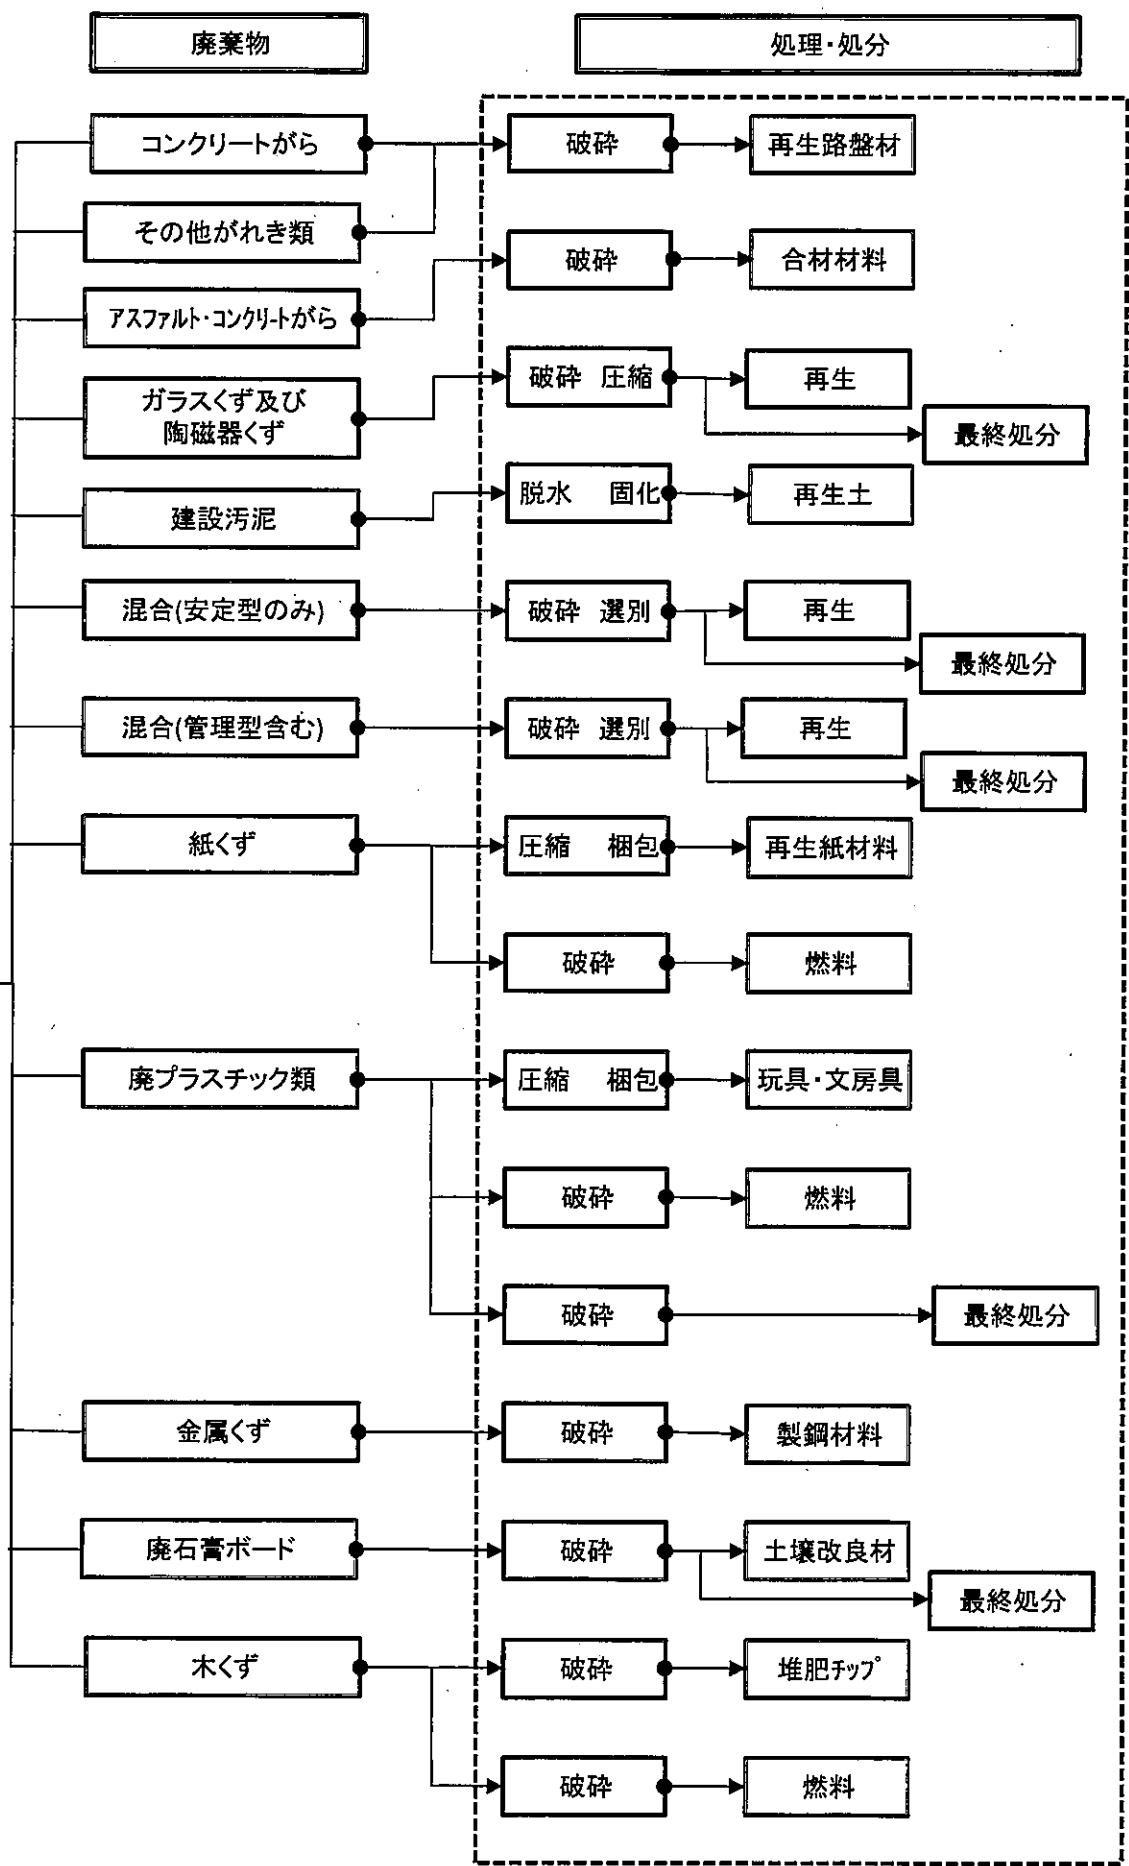 廃棄物
処理・処分
コンクリートがら
破砕
再生路盤材
その他がれき類
破砕
合材材料
アスファルト・コンクリートがら
ガラスくず及び
陶磁器くず
破砕 圧縮
再生
最終処分
建設汚泥
脱水 固化
再生土
混合(安定型のみ)
破砕 選別
再生
最終処分
混合(管理型含む)
破砕 選別
再生
最終処分
紙くず
圧縮 梱包
再生紙材料
破砕
燃料
廃プラスチック類
圧縮 梱包
玩具・文房具
破砕
燃料
破砕
最終処分
金属くず
破砕
製鋼材料
廃石膏ボード
破砕
土壌改良材
最終処分
木くず
破砕
堆肥チップ
破砕
燃料